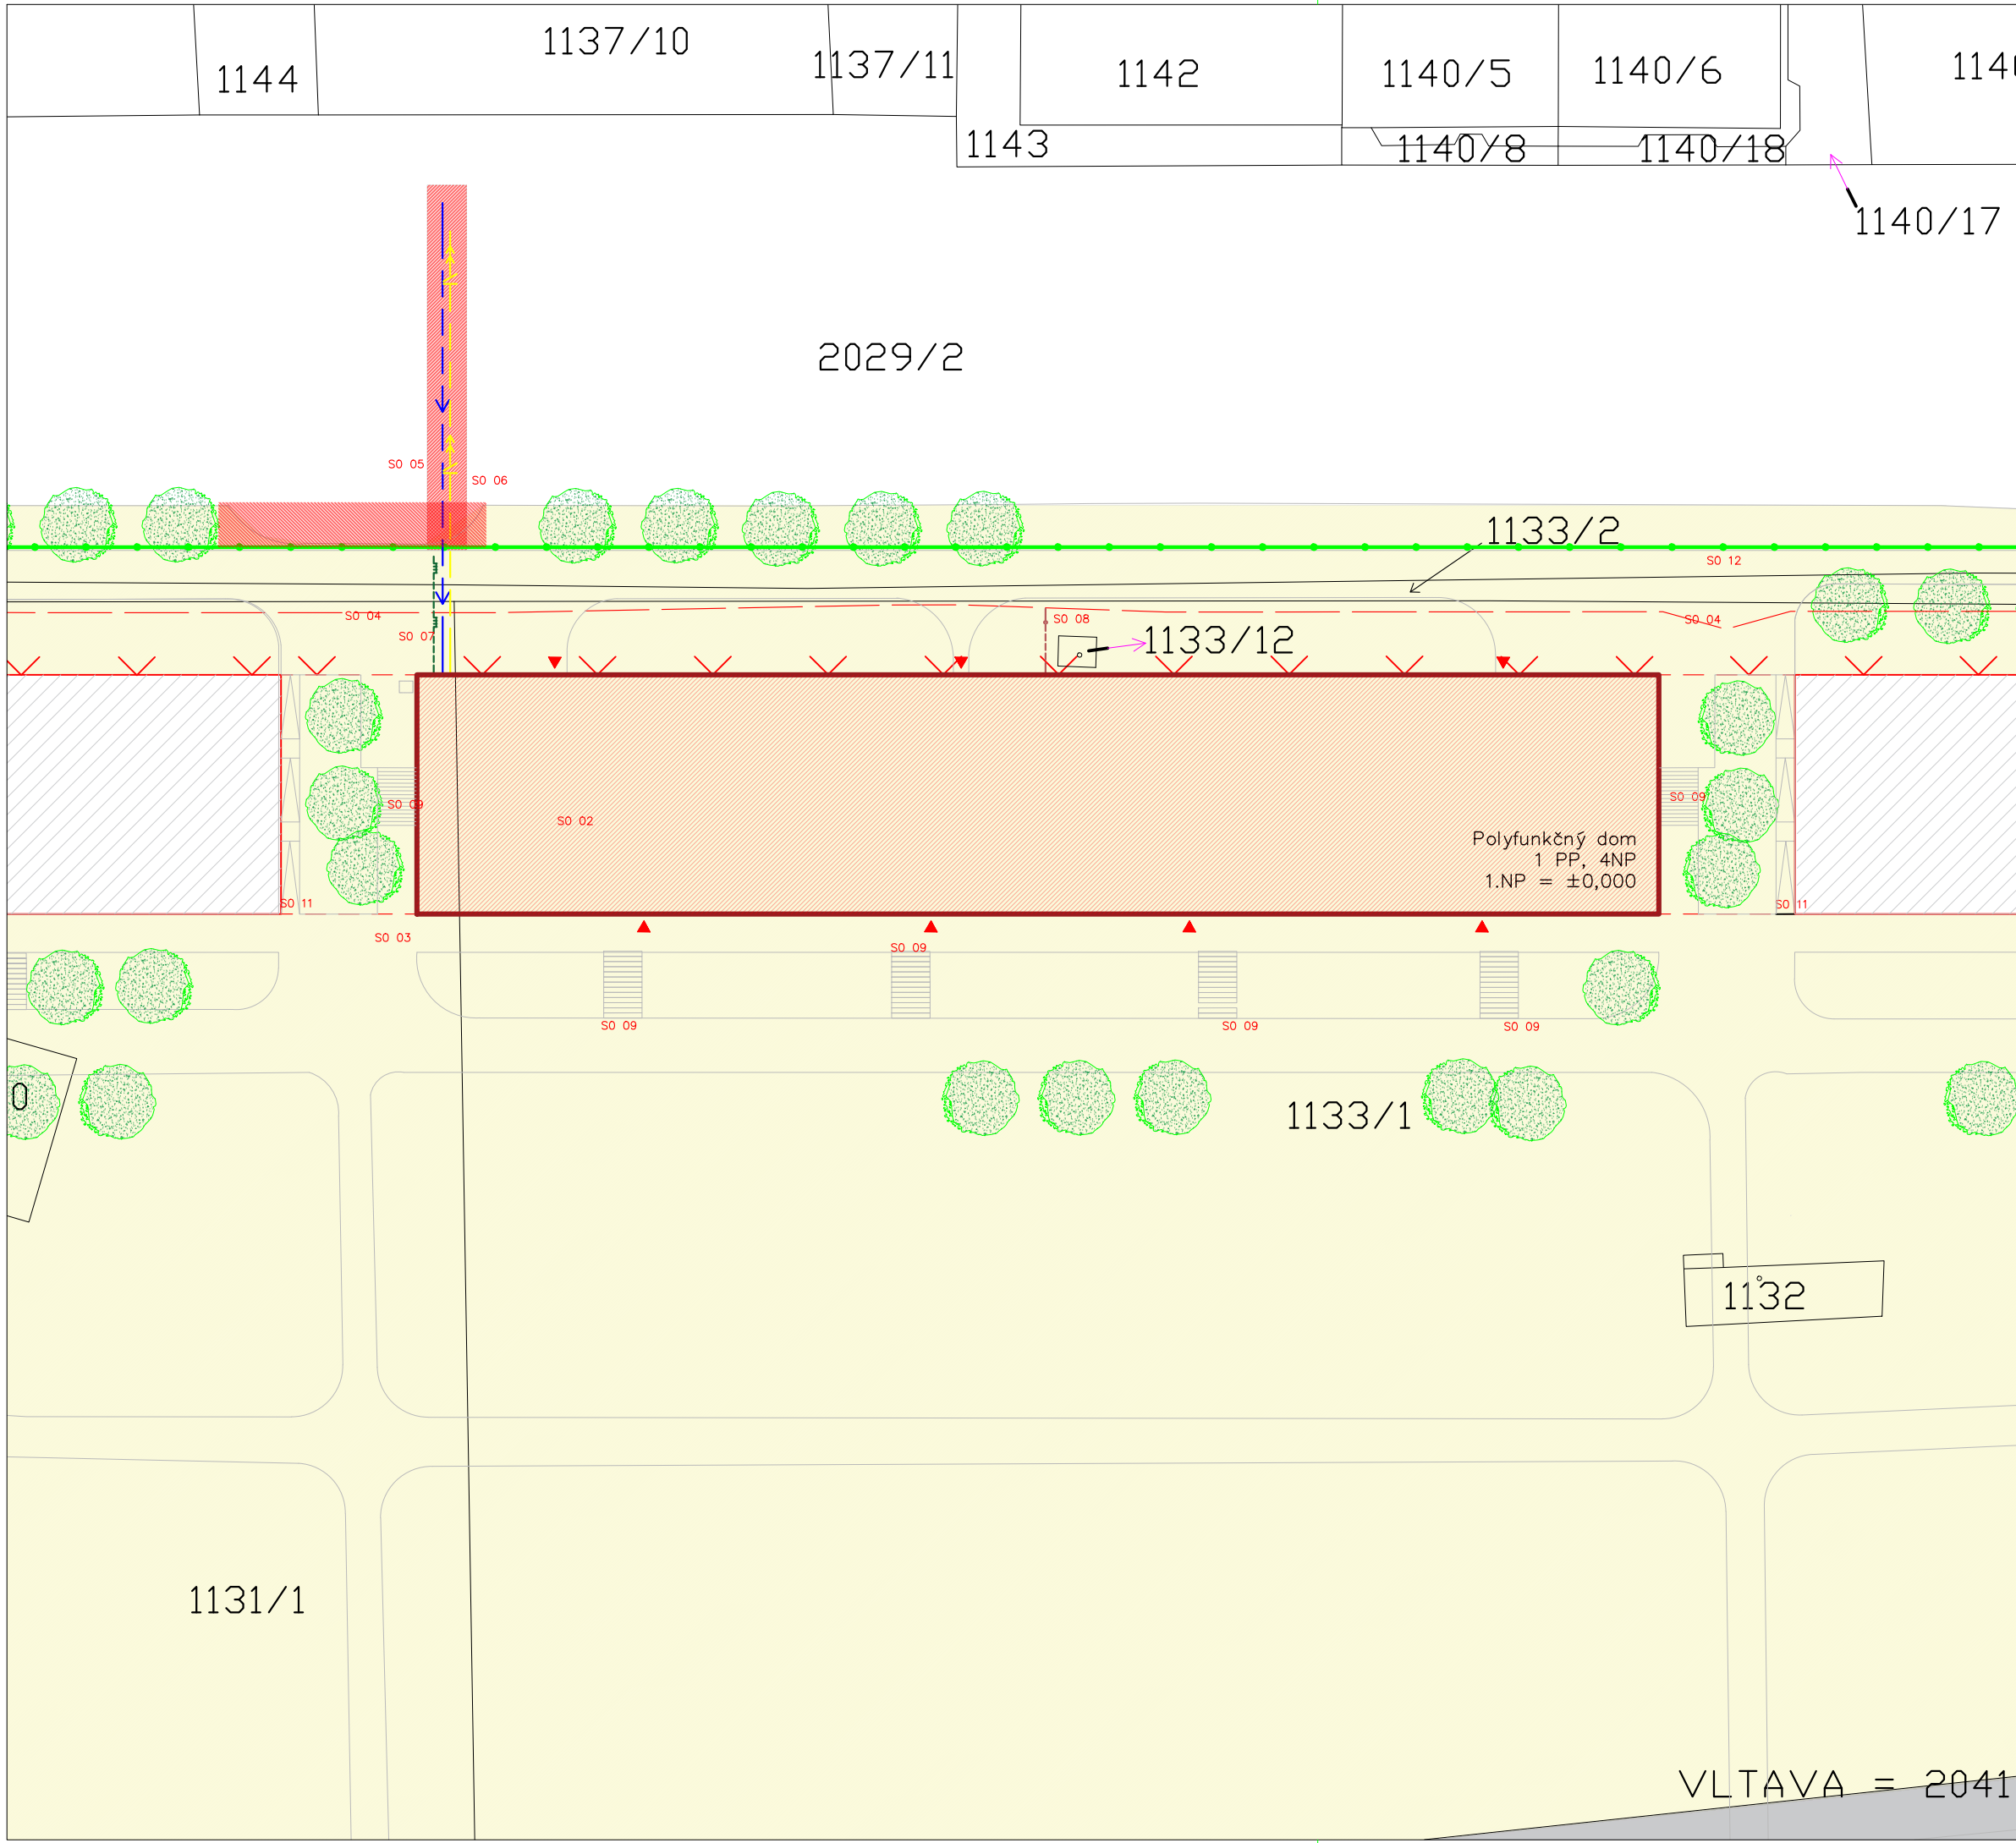 1144
1137/10
1137/11
1142
1140/5
1140/6
1143
1140/8
1140/18
1140/17
2029/2
SO 05
SO 06
1133/2
SO 12
SO 04
SO 07
SO 08
1133/12
SO 04
SO 09
SO 02
SO 09
Polyfunkčný dom
1 PP, 4NP
1.NP = ±0,000
SO 11
SO 11
SO 03
SO 09
SO 09
SO 09
SO 09
0
1133/1
1132
1131/1
VLTAVA = 2041